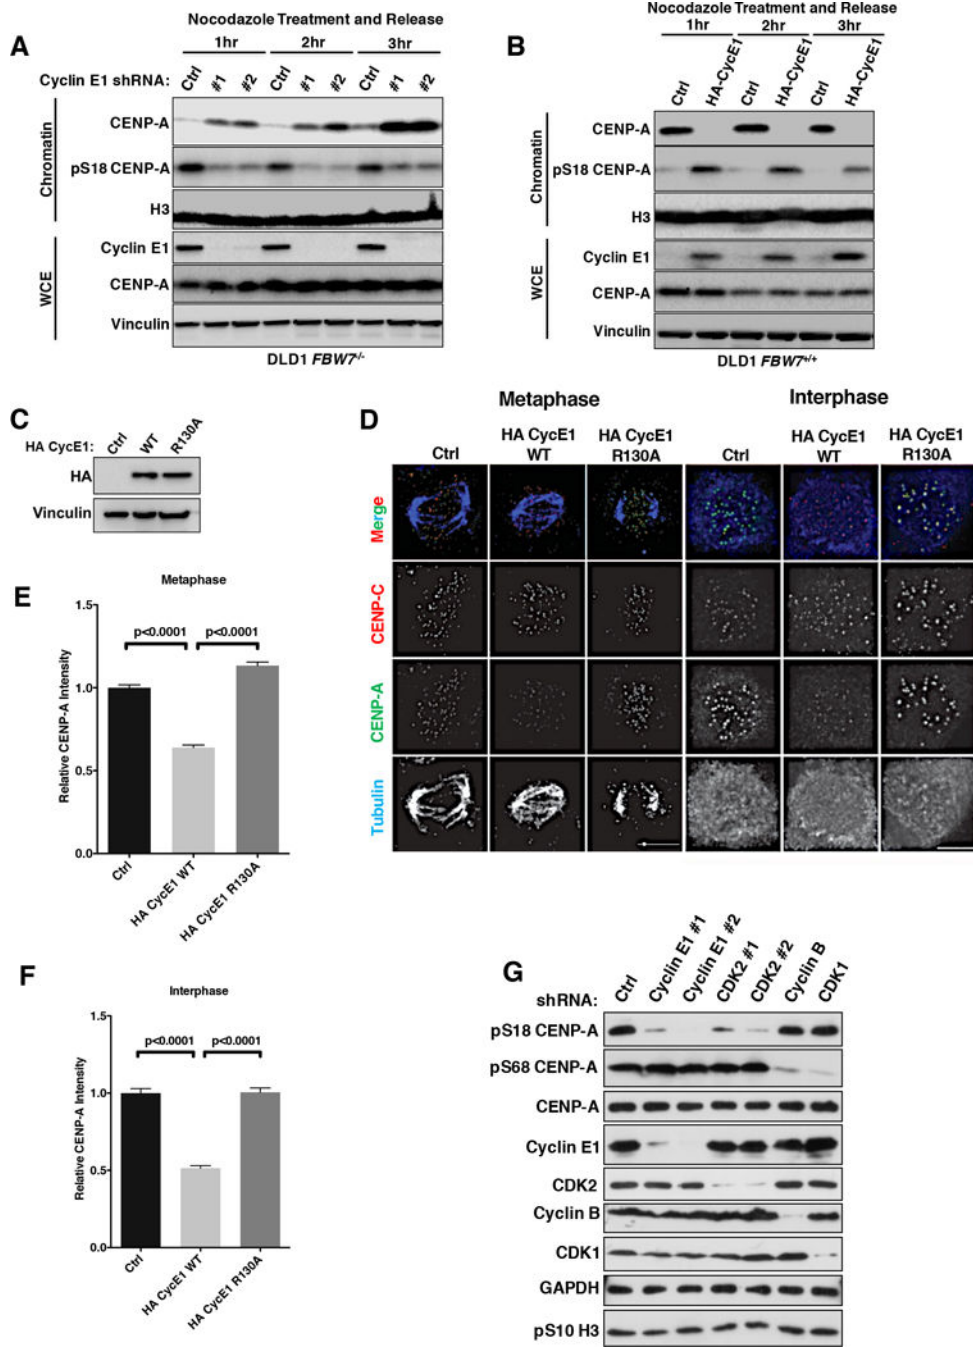 A
Nocodazole Treatment and Release
1hr 2hr 3hr
Cyclin E1 shRNA: Ctrl #1 #2 Ctrl #1 #2 Ctrl #1 #2
Chromatin
CENP-A
pS18 CENP-A
H3
WCE
Cyclin E1
CENP-A
Vinculin
DLD1 FBW7-/-
B
Nocodazole Treatment and Release
1hr 2hr 3hr
Ctrl HA-CycE1 Ctrl HA-CycE1 Ctrl HA-CycE1
Chromatin
CENP-A
pS18 CENP-A
H3
WCE
Cyclin E1
CENP-A
Vinculin
DLD1 FBW7+/+
C
HA CycE1: Ctrl WT R130A
HA
Vinculin
D
Metaphase Interphase
Ctrl HA CycE1 WT HA CycE1 R130A Ctrl HA CycE1 WT HA CycE1 R130A
Merge
CENP-C
CENP-A
Tubulin
E
Metaphase
p<0.0001 p<0.0001
Relative CENP-A Intensity
1.5
1.0
0.5
0.0
Ctrl
HA CycE1 WT
HA CycE1 R130A
F
Interphase
p<0.0001 p<0.0001
Relative CENP-A Intensity
1.5
1.0
0.5
0.0
Ctrl
HA CycE1 WT
HA CycE1 R130A
G
shRNA: Ctrl Cyclin E1 #1 Cyclin E1 #2 CDK2 #1 CDK2 #2 Cyclin B CDK1
pS18 CENP-A
pS68 CENP-A
CENP-A
Cyclin E1
CDK2
Cyclin B
CDK1
GAPDH
pS10 H3